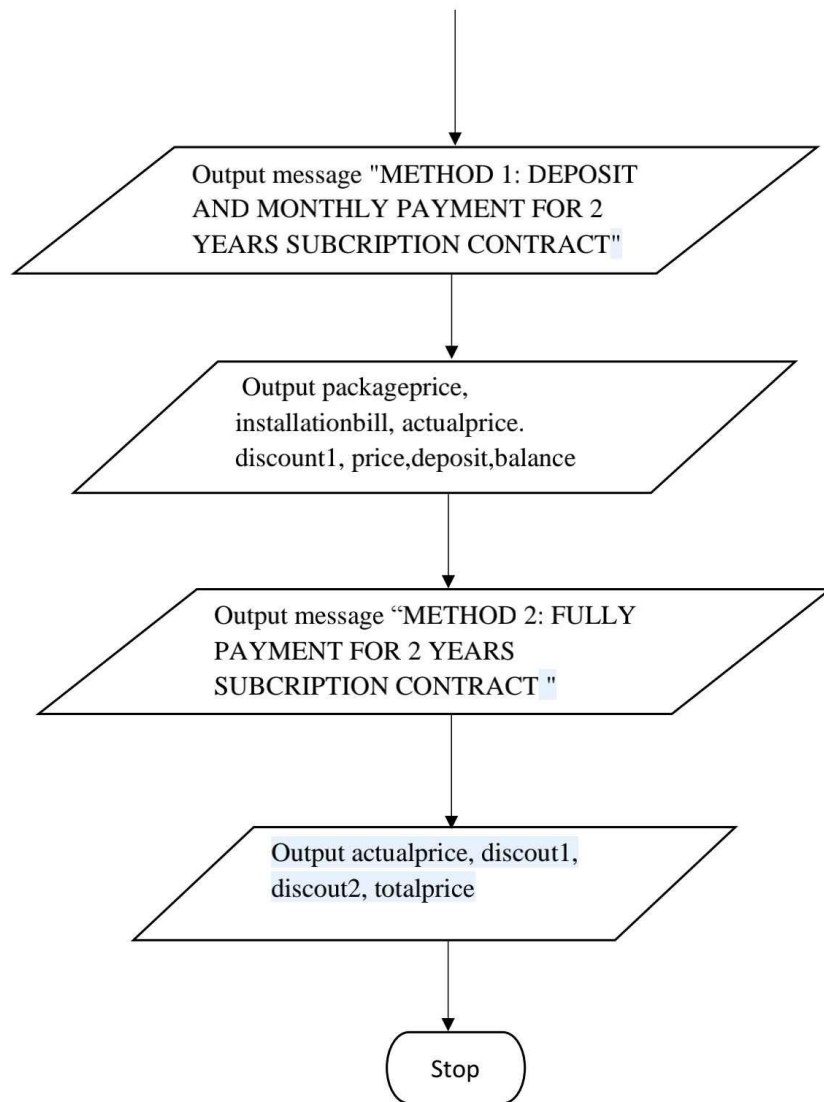 Output message "METHOD 1: DEPOSIT
AND MONTHLY PAYMENT FOR 2
YEARS SUBCRIPTION CONTRACT"
Output packageprice,
installationbill, actualprice.
discount1, price,deposit,balance
Output message “METHOD 2: FULLY
PAYMENT FOR 2 YEARS
SUBCRIPTION CONTRACT "
Output actualprice, discout1,
discout2, totalprice
Stop